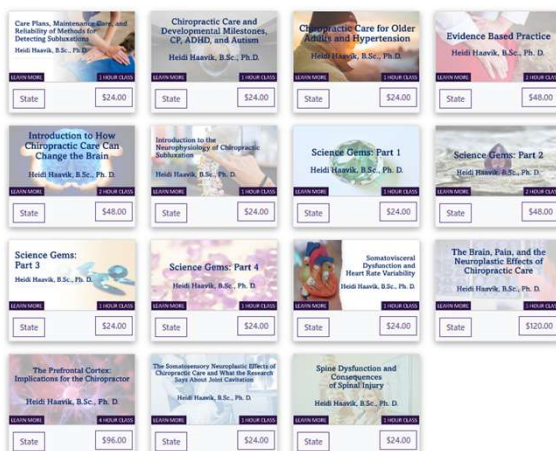 Care Plans, Maintenance Care, and
Reliability of Methods for
Detecting Subluxations
Heidi Haavik, B.Sc., Ph.D.
LEARN MORE
1 HOUR CLASS
State
$24.00
Chiropractic Care and
Developmental Milestones,
CP, ADHD, and Autism
Heidi Haavik, B.Sc., Ph.D.
LEARN MORE
1 HOUR CLASS
State
$24.00
Chiropractic Care for Older
Adults and Hypertension
Heidi Haavik, B.Sc., Ph.D.
LEARN MORE
1 HOUR CLASS
State
$24.00
Evidence Based Practice
Heidi Haavik, B.Sc., Ph.D.
LEARN MORE
2 HOUR CLASS
State
$48.00
Introduction to How
Chiropractic Care Can
Change the Brain
Heidi Haavik, B.Sc., Ph. D.
LEARN MORE
2 HOUR CLASS
State
$48.00
Introduction to the
Neurophysiology of Chiropractic
Subluxation
Heidi Haavik, B.Sc., Ph. D.
LEARN MORE
1 HOUR CLASS
State
$24.00
Science Gems: Part 1
Heidi Haavik, B.Sc., Ph. D.
LEARN MORE
1 HOUR CLASS
State
$24.00
Science Gems: Part 2
Heidi Haavik, B.Sc., Ph. D.
LEARN MORE
2 HOUR CLASS
State
$48.00
Science Gems:
Part 3
Heidi Haavik, B.Sc., Ph. D.
LEARN MORE
1 HOUR CLASS
State
$24.00
Science Gems: Part 4
Heidi Haavik, B.Sc., Ph. D.
LEARN MORE
1 HOUR CLASS
State
$24.00
Somatovisceral
Dysfunction and
Heart Rate Variability
Heidi Haavik, B.Sc., Ph. D.
LEARN MORE
1 HOUR CLASS
State
$24.00
The Brain, Pain, and the
Neuroplastic Effects of
Chiropractic Care
Heidi Haavik, B.Sc., Ph. D.
LEARN MORE
HOUR CLASS
State
$120.00
The Prefrontal Cortex:
Implications for the Chiropractor
Heidi Haavik, B.Sc., Ph. D.
LEARN MORE
4 HOUR CLASS
State
$96.00
The Somatosensory Neuroplastic Effects of
Chiropractic Care and What the Research
Says About Joint Cavitation
Heidi Haavik, B.Sc., Ph. D.
LEARN MORE
1 HOUR CLASS
State
$24.00
Spine Dysfunction and
Consequences
of Spinal Injury
Heidi Haavik, B.Sc., Ph. D.
LEARN MORE
1 HOUR CLASS
State
$24.00